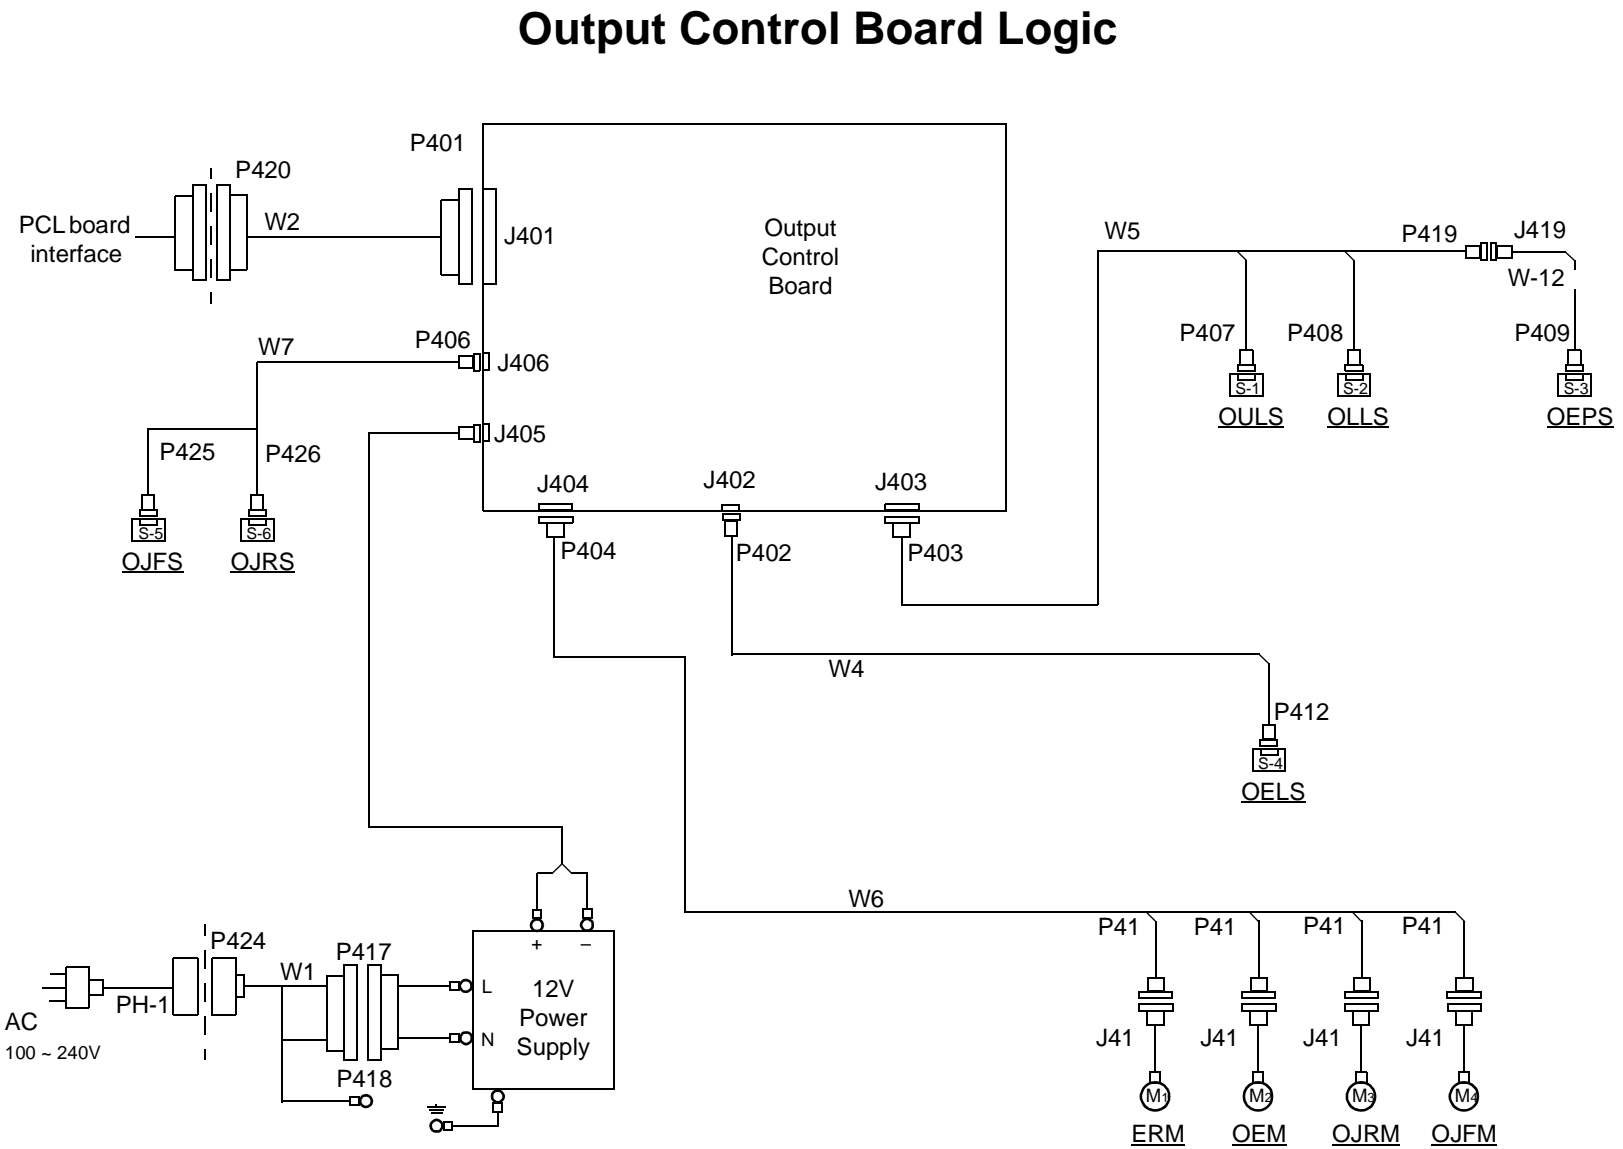 Output Control Board Logic
P401
P420
PCL board
interface
W2
J401
Output
Control
Board
W5
P419
J419
W-12
P407
P408
P409
S-1
S-2
S-3
OULS
OLLS
OEPS
W7
P406
J406
J405
P425
P426
S-5
S-6
OJFS
OJRS
J404
J402
J403
P404
P402
P403
W4
P412
S-4
OELS
W6
P41
P41
P41
P41
J41
J41
J41
J41
M1
M2
M3
M4
ERM
OEM
OJRM
OJFM
+
–
P424
P417
W1
PH-1
AC
100 ~ 240V
P418
L
N
12V
Power
Supply